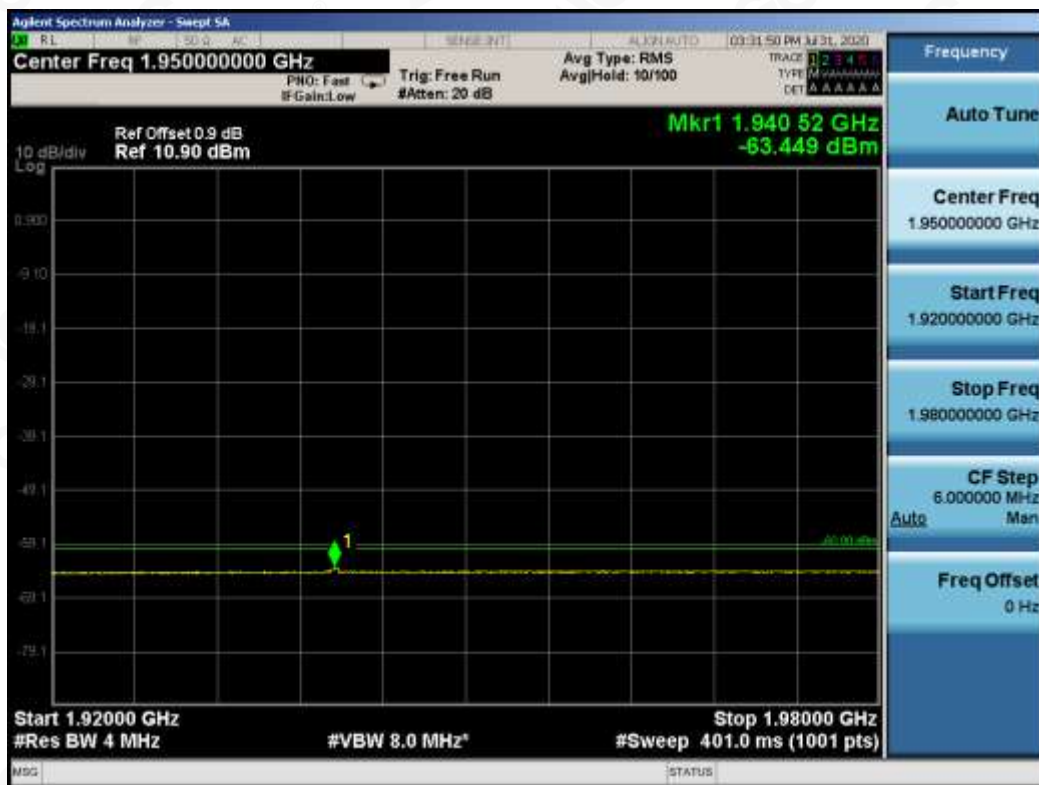 Agilent Spectrum Analyzer - Swept SA
RL RF 50 Ω AC SENSE:INT ALIGN AUTO 03:31:50 PM Jul 31, 2020
Center Freq 1.950000000 GHz
PNO: Fast
IFGain:Low
Trig: Free Run
#Atten: 20 dB
Avg Type: RMS
Avg|Hold: 10/100
TRACE 1 2 3 4 5 6
TYPE
DET A A A A A A
Mkr1 1.940 52 GHz
-63.449 dBm
Ref Offset 0.9 dB
10 dB/div Ref 10.90 dBm
Log
0.900
-9.10
-19.1
-29.1
-39.1
-49.1
-59.1
-69.1
-79.1
1
-60.00 dBm
Start 1.92000 GHz Stop 1.98000 GHz
#Res BW 4 MHz #VBW 8.0 MHz* #Sweep 401.0 ms (1001 pts)
MSG STATUS
Frequency
Auto Tune
Center Freq
1.950000000 GHz
Start Freq
1.920000000 GHz
Stop Freq
1.980000000 GHz
CF Step
6.000000 MHz
Auto Man
Freq Offset
0 Hz